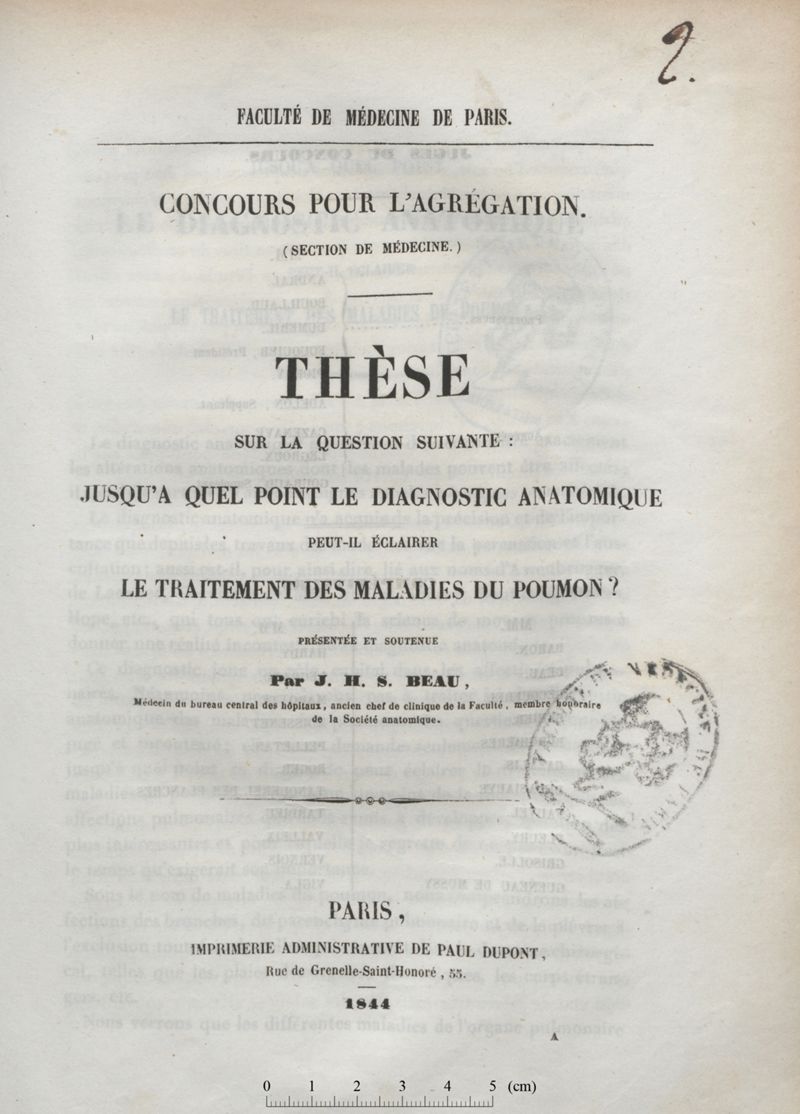 2.
FACULTÉ DE MÉDECINE DE PARIS.
CONCOURS POUR L'AGRÉGATION.
(SECTION DE MÉDECINE.)
THÈSE
SUR LA QUESTION SUIVANTE :
JUSQU'A QUEL POINT LE DIAGNOSTIC ANATOMIQUE
PEUT-IL ÉCLAIRER
LE TRAITEMENT DES MALADIES DU POUMON ?
PRÉSENTÉE ET SOUTENUE
Par J. H. S. BEAU,
Médecin du bureau central des hôpitaux, ancien chef de clinique de la Faculté, membre honoraire
de la Société anatomique.
PARIS,
IMPRIMERIE ADMINISTRATIVE DE PAUL DUPONT,
Rue de Grenelle-Saint-Honoré, 55.
1844
A
0 1 2 3 4 5 (cm)